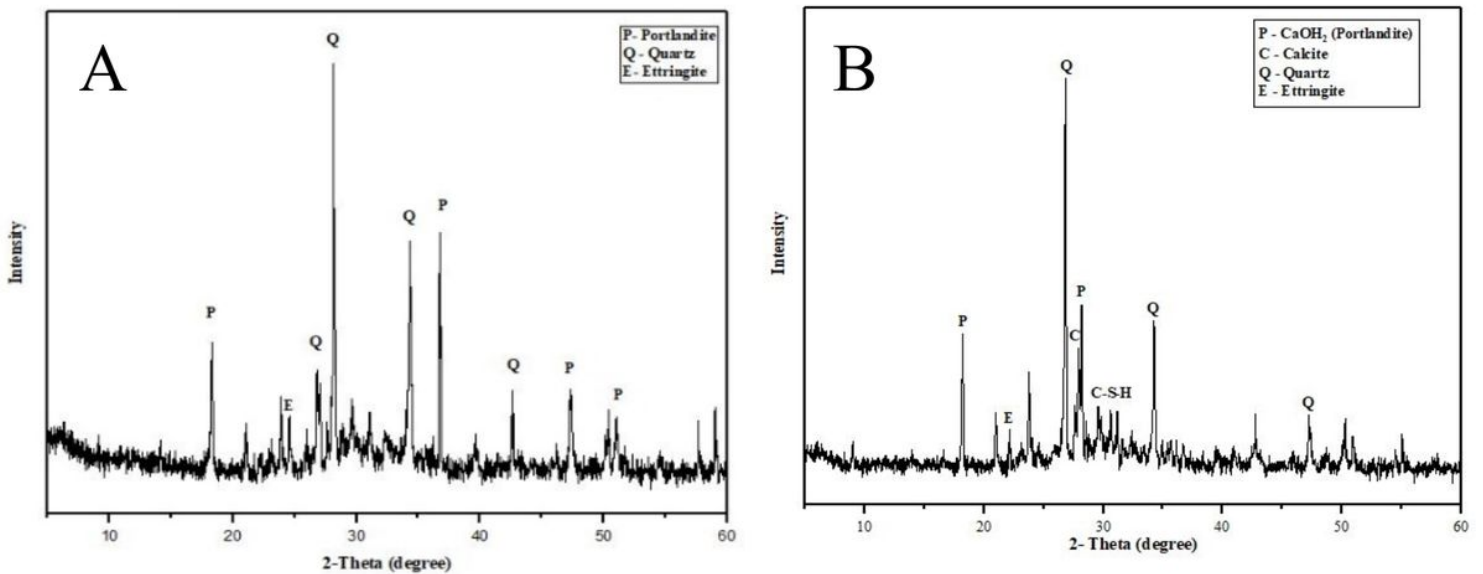 A
P- Portlandite
Q - Quartz
E - Ettringite
Q
Q
P
P
Q
E
Q
P
P
Intensity
10 20 30 40 50 60
2-Theta (degree)
B
P - CaOH₂ (Portlandite)
C - Calcite
Q - Quartz
E - Ettringite
Q
P
P
C
Q
C-S-H
E
Q
Intensity
10 20 30 40 50 60
2- Theta (degree)